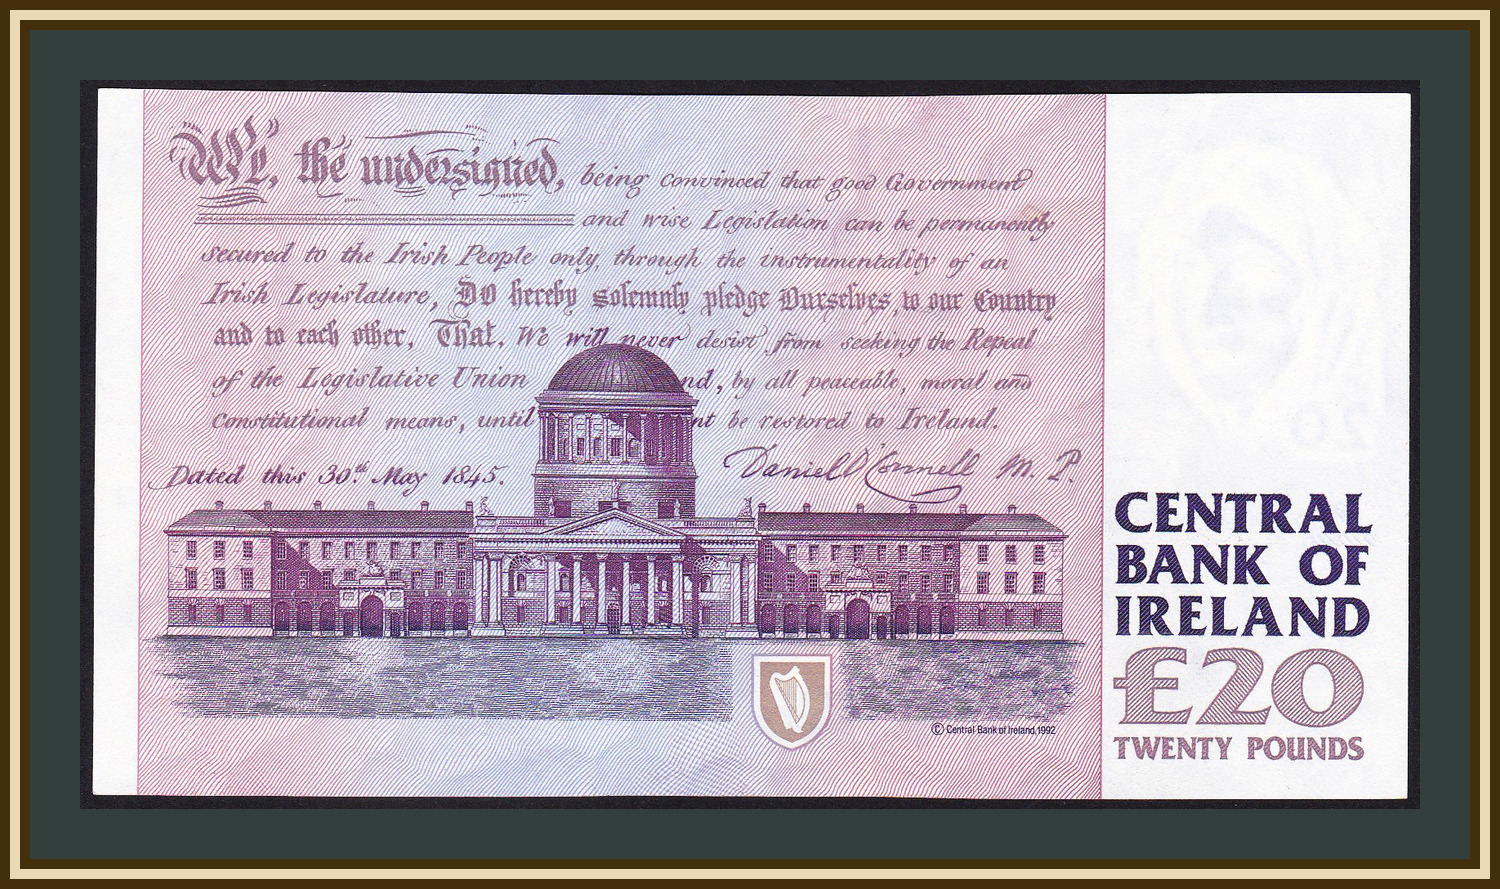 We, the undersigned, being convinced that good Government
and wise Legislation can be permanently
secured to the Irish People only, through the instrumentality of an
Irish Legislature, Do hereby solemnly pledge Ourselves, to our Country
and to each other, That, We will never desist from seeking the Repeal
of the Legislative Union nd, by all peaceable, moral and
Constitutional means, until nt be restored to Ireland.
Dated this 30th May 1845.
Daniel O'Connell M. P.
CENTRAL
BANK OF
IRELAND
£20
TWENTY POUNDS
© Central Bank of Ireland, 1992